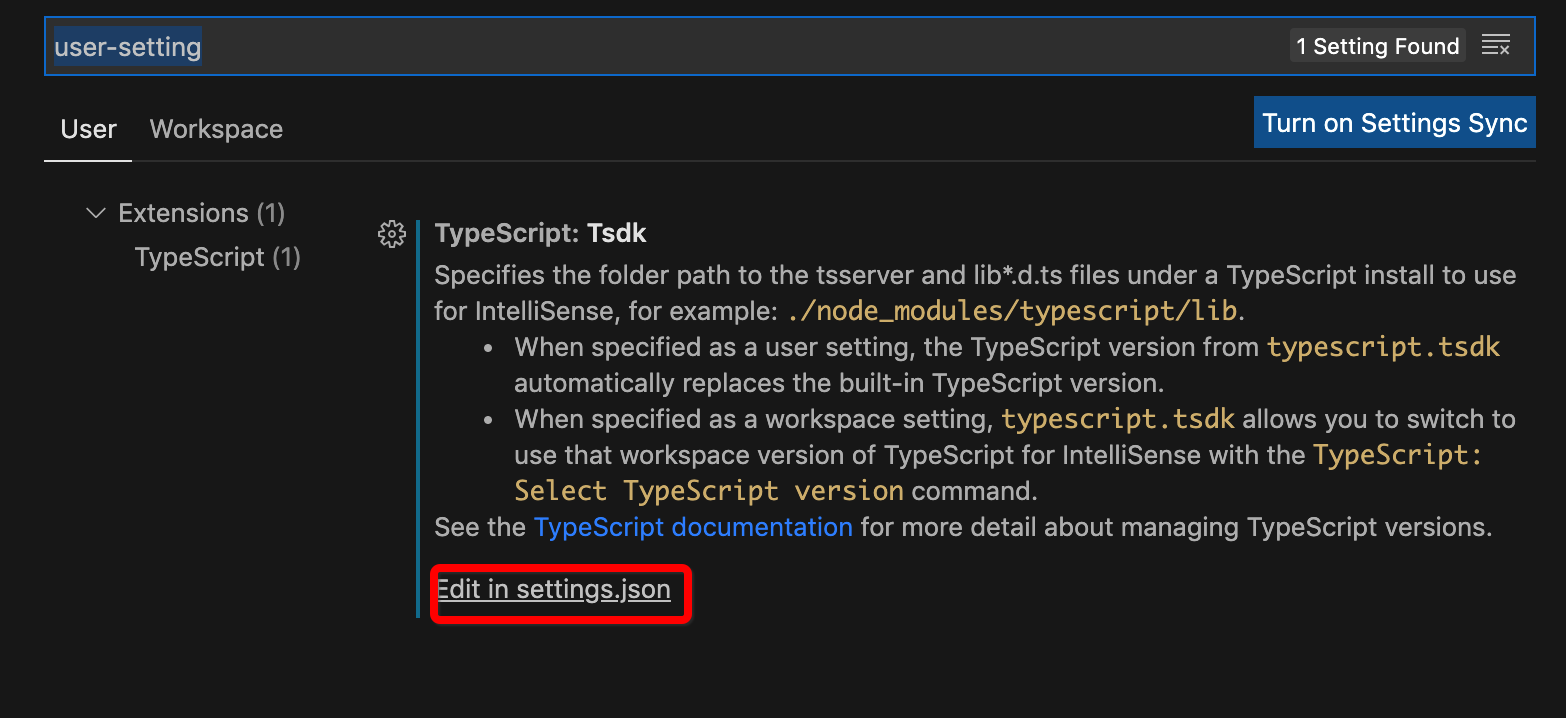 user-setting
1 Setting Found
User
Workspace
Turn on Settings Sync
Extensions (1)
TypeScript (1)
TypeScript: Tsdk
Specifies the folder path to the tsserver and lib*.d.ts files under a TypeScript install to use
for IntelliSense, for example: ./node_modules/typescript/lib.
• When specified as a user setting, the TypeScript version from typescript.tsdk
automatically replaces the built-in TypeScript version.
• When specified as a workspace setting, typescript.tsdk allows you to switch to
use that workspace version of TypeScript for IntelliSense with the TypeScript:
Select TypeScript version command.
See the TypeScript documentation for more detail about managing TypeScript versions.
Edit in settings.json